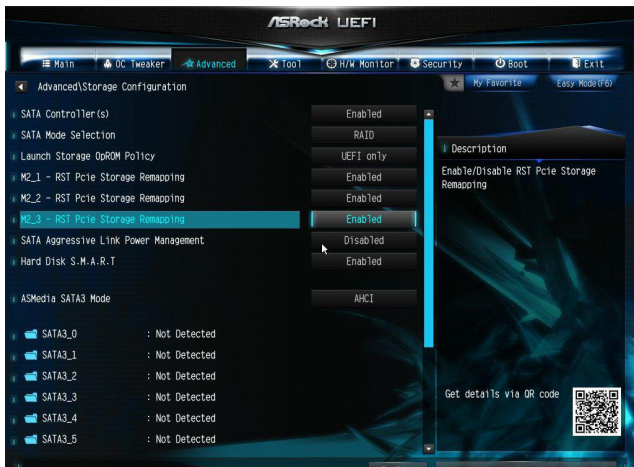 ASRock UEFI
Main OC Tweaker Advanced Tool H/W Monitor Security Boot Exit
Advanced\Storage Configuration
My Favorite Easy Mode(F6)
SATA Controller(s) Enabled
SATA Mode Selection RAID
Launch Storage OpROM Policy UEFI only
M2_1 - RST Pcie Storage Remapping Enabled
M2_2 - RST Pcie Storage Remapping Enabled
M2_3 - RST Pcie Storage Remapping Enabled
SATA Aggressive Link Power Management Disabled
Hard Disk S.M.A.R.T Enabled
ASMedia SATA3 Mode AHCI
SATA3_0 : Not Detected
SATA3_1 : Not Detected
SATA3_2 : Not Detected
SATA3_3 : Not Detected
SATA3_4 : Not Detected
SATA3_5 : Not Detected
Description
Enable/Disable RST Pcie Storage
Remapping
Get details via QR code